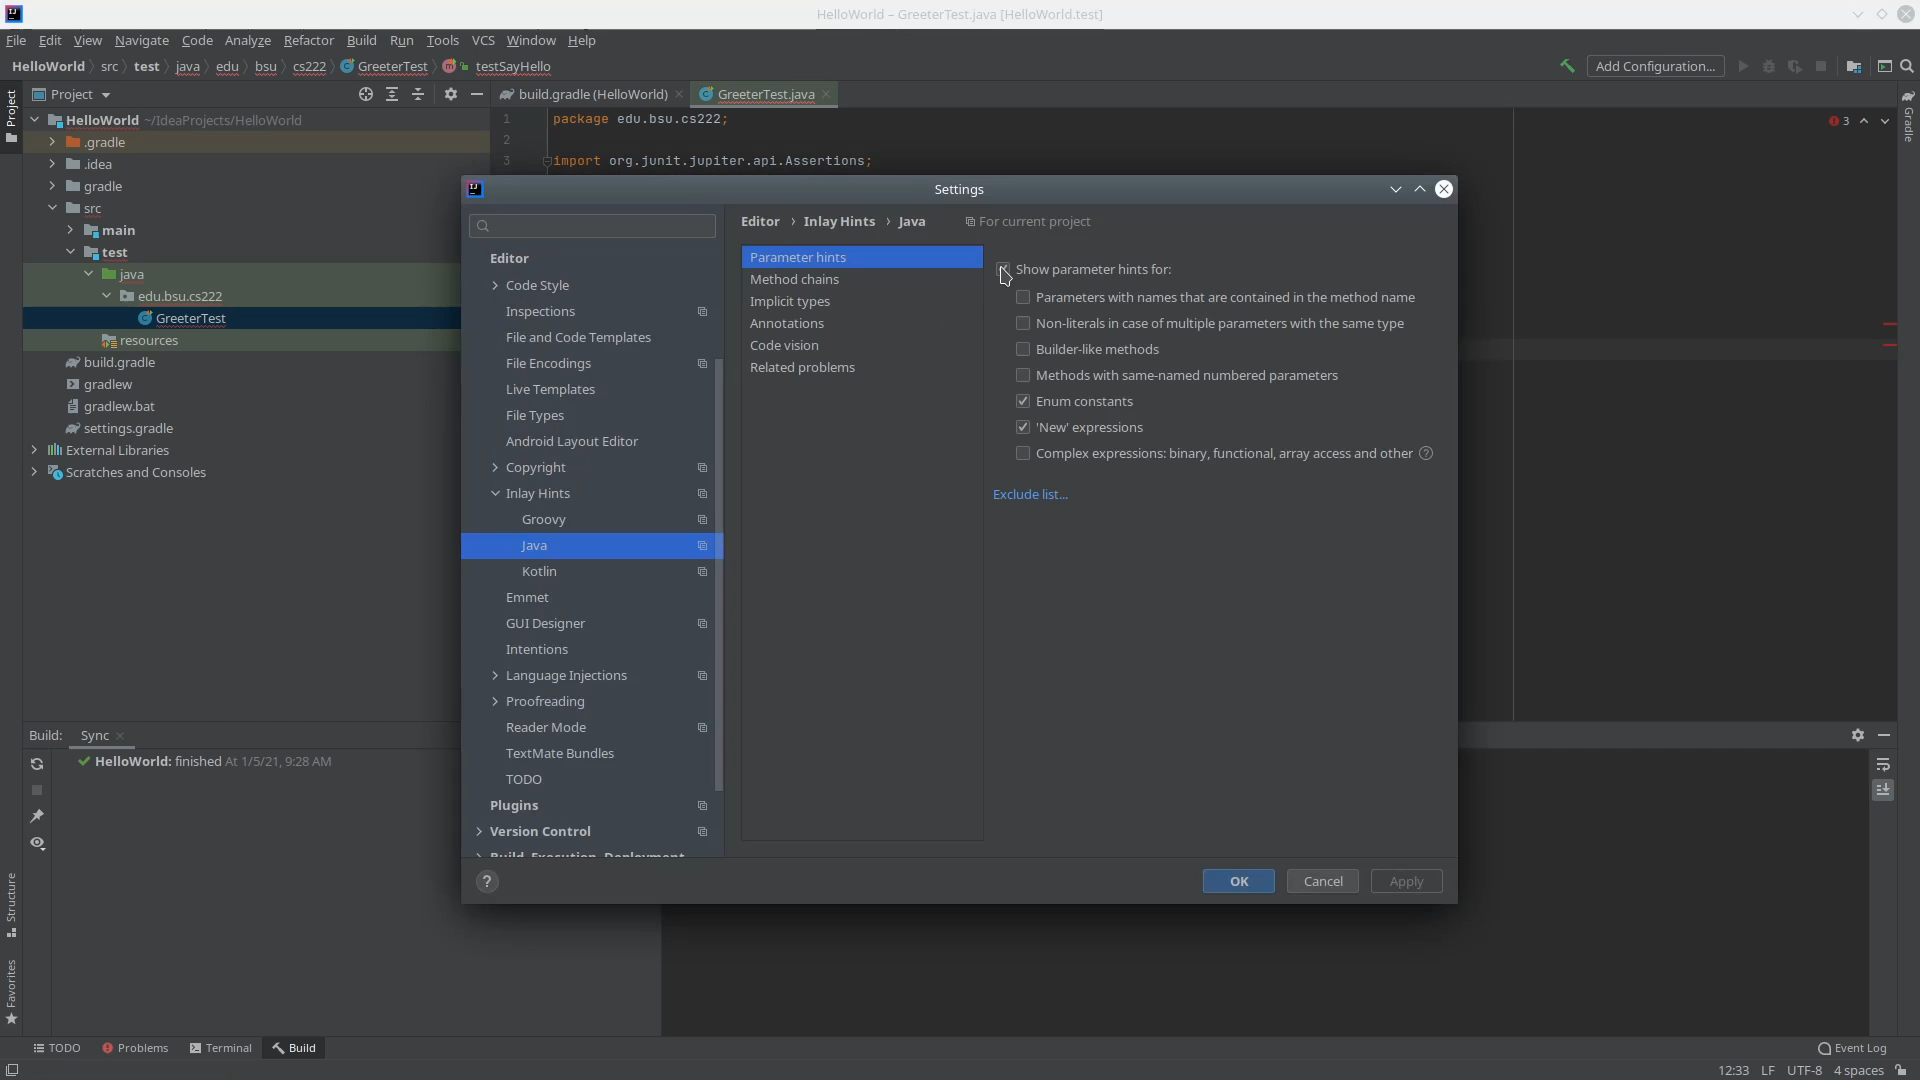 HelloWorld – GreeterTest.java [HelloWorld.test]
File Edit View Navigate Code Analyze Refactor Build Run Tools VCS Window Help
HelloWorld src test java edu bsu cs222 GreeterTest testSayHello
Add Configuration...
Project
Project
build.gradle (HelloWorld)
GreeterTest.java
Gradle
HelloWorld ~/IdeaProjects/HelloWorld
.gradle
.idea
gradle
src
main
test
java
edu.bsu.cs222
GreeterTest
resources
build.gradle
gradlew
gradlew.bat
settings.gradle
External Libraries
Scratches and Consoles
1 package edu.bsu.cs222;
2
3 import org.junit.jupiter.api.Assertions;
3
Settings
Editor › Inlay Hints › Java For current project
Editor
Code Style
Inspections
File and Code Templates
File Encodings
Live Templates
File Types
Android Layout Editor
Copyright
Inlay Hints
Groovy
Java
Kotlin
Emmet
GUI Designer
Intentions
Language Injections
Proofreading
Reader Mode
TextMate Bundles
TODO
Plugins
Version Control
Build, Execution, Deployment
Parameter hints
Method chains
Implicit types
Annotations
Code vision
Related problems
Show parameter hints for:
Parameters with names that are contained in the method name
Non-literals in case of multiple parameters with the same type
Builder-like methods
Methods with same-named numbered parameters
Enum constants
'New' expressions
Complex expressions: binary, functional, array access and other ?
Exclude list...
? OK Cancel Apply
Build: Sync
HelloWorld: finished At 1/5/21, 9:28 AM
Structure
Favorites
TODO Problems Terminal Build Event Log
12:33 LF UTF-8 4 spaces